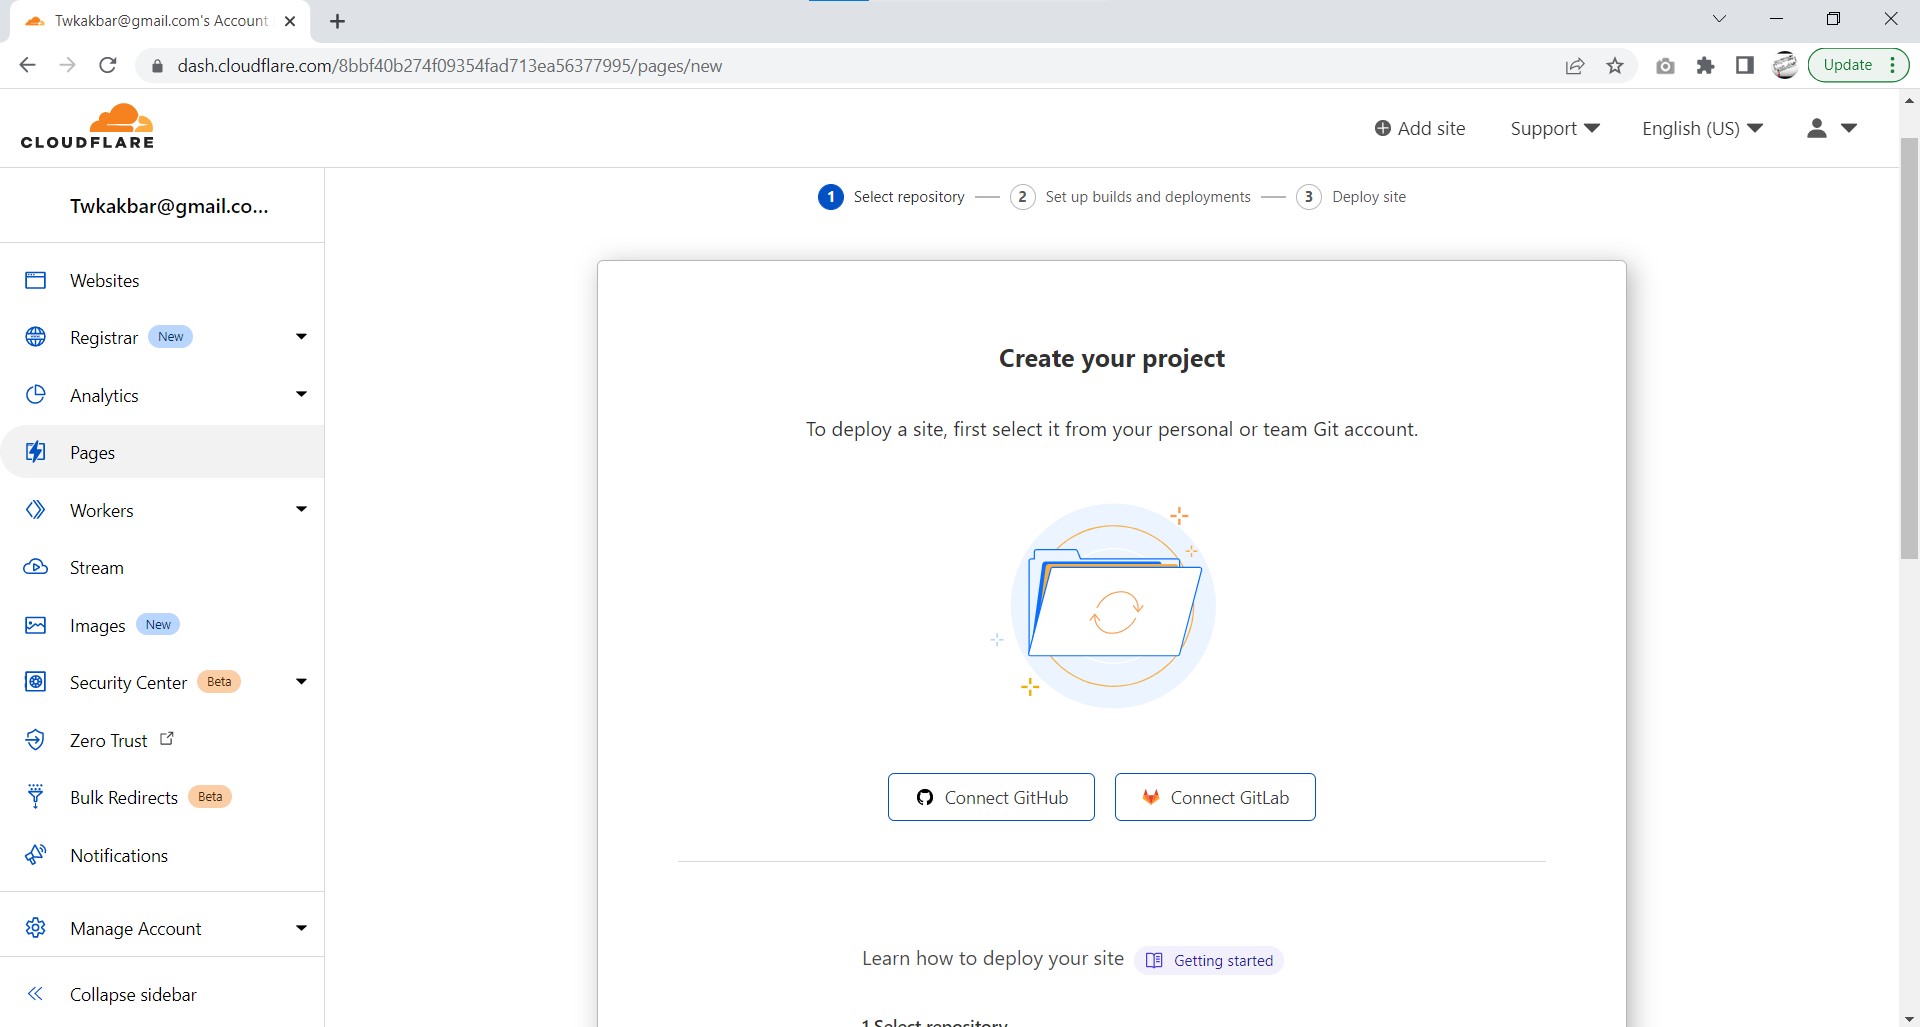 Twkakbar@gmail.com's Account
dash.cloudflare.com/8bbf40b274f09354fad713ea56377995/pages/new
Update
CLOUDFLARE
Add site
Support
English (US)
Twkakbar@gmail.co...
Websites
Registrar New
Analytics
Pages
Workers
Stream
Images New
Security Center Beta
Zero Trust
Bulk Redirects Beta
Notifications
Manage Account
Collapse sidebar
1 Select repository 2 Set up builds and deployments 3 Deploy site
Create your project
To deploy a site, first select it from your personal or team Git account.
Connect GitHub
Connect GitLab
Learn how to deploy your site Getting started
1 Select repository